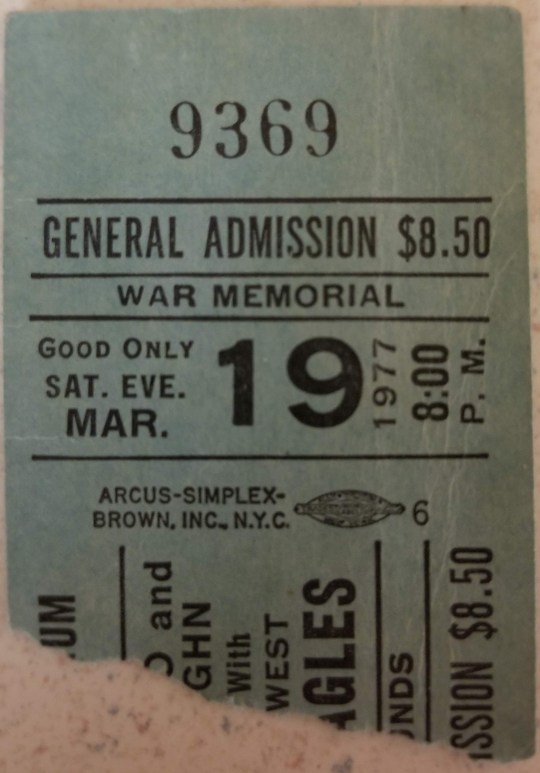 9369
GENERAL ADMISSION $8.50
WAR MEMORIAL
GOOD ONLY
SAT. EVE.
MAR.
19
1977
8:00
P. M.
ARCUS-SIMPLEX-
BROWN, INC., N.Y.C.
6
UM
O and
GHN
With
WEST
AGLES
UNDS
SSION $8.50